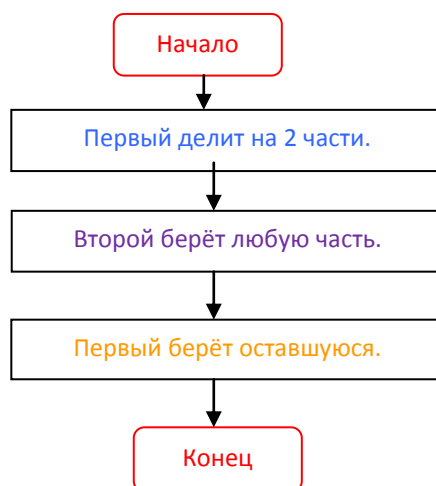 Начало
Первый делит на 2 части.
Второй берёт любую часть.
Первый берёт оставшуюся.
Конец